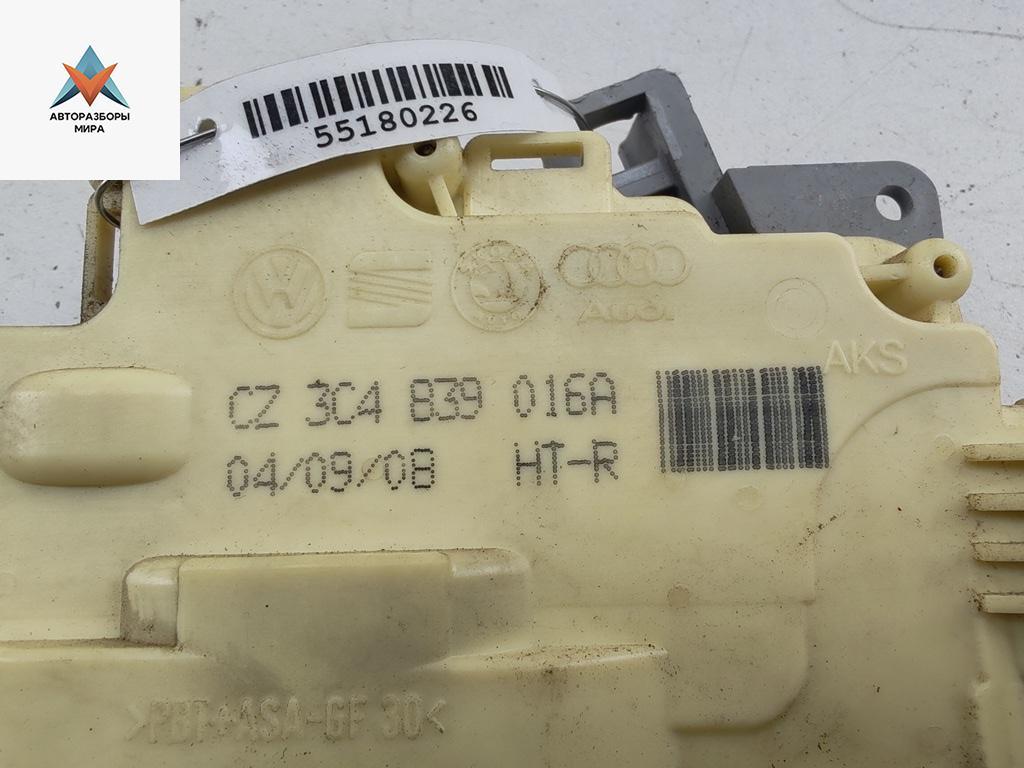 АВТОРАЗБОРЫ
МИРА
55180226
Audi
AKS
CZ 3C4 839 016A
04/09/08 HT-R
>PBT+ASA-GF 30<